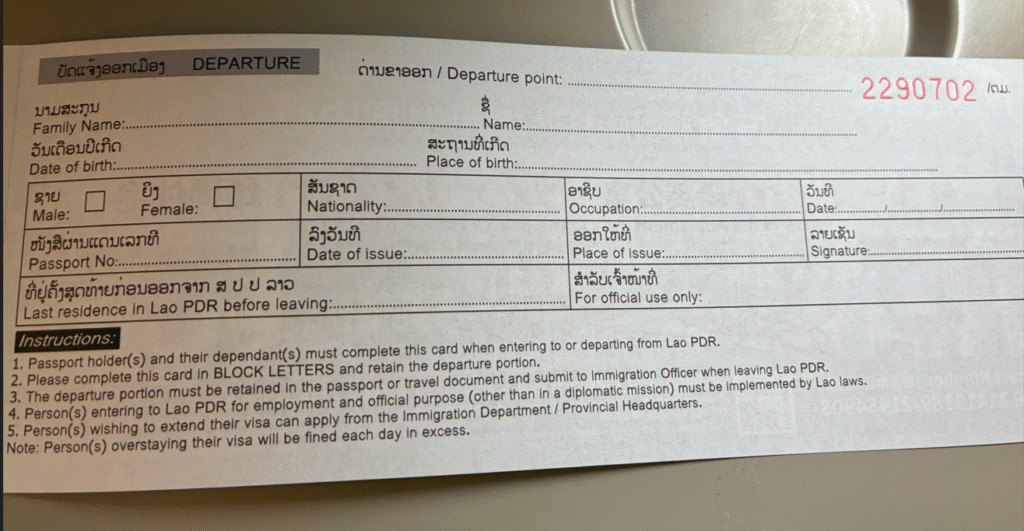 ບັດແຈ້ງອອກເມືອງ DEPARTURE
ດ່ານຂາອອກ / Departure point:
2290702 /ຕມ.
ນາມສະກຸນ ຊື່
Family Name: Name:
ວັນເດືອນປີເກີດ ສະຖານທີ່ເກີດ
Date of birth: Place of birth:
ຊາຍ ຍິງ ສັນຊາດ ອາຊີບ ວັນທີ
Male: Female: Nationality: Occupation: Date: / /
ໜັງສືຜ່ານແດນເລກທີ ລົງວັນທີ ອອກໃຫ້ທີ່ ລາຍເຊັນ
Passport No: Date of issue: Place of issue: Signature:
ທີ່ຢູ່ຄັ້ງສຸດທ້າຍກ່ອນອອກຈາກ ສ ປ ປ ລາວ ສຳລັບເຈົ້າໜ້າທີ່
Last residence in Lao PDR before leaving: For official use only:
Instructions:
1. Passport holder(s) and their dependant(s) must complete this card when entering to or departing from Lao PDR.
2. Please complete this card in BLOCK LETTERS and retain the departure portion.
3. The departure portion must be retained in the passport or travel document and submit to Immigration Officer when leaving Lao PDR.
4. Person(s) entering to Lao PDR for employment and official purpose (other than in a diplomatic mission) must be implemented by Lao laws.
5. Person(s) wishing to extend their visa can apply from the Immigration Department / Provincial Headquarters.
Note: Person(s) overstaying their visa will be fined each day in excess.